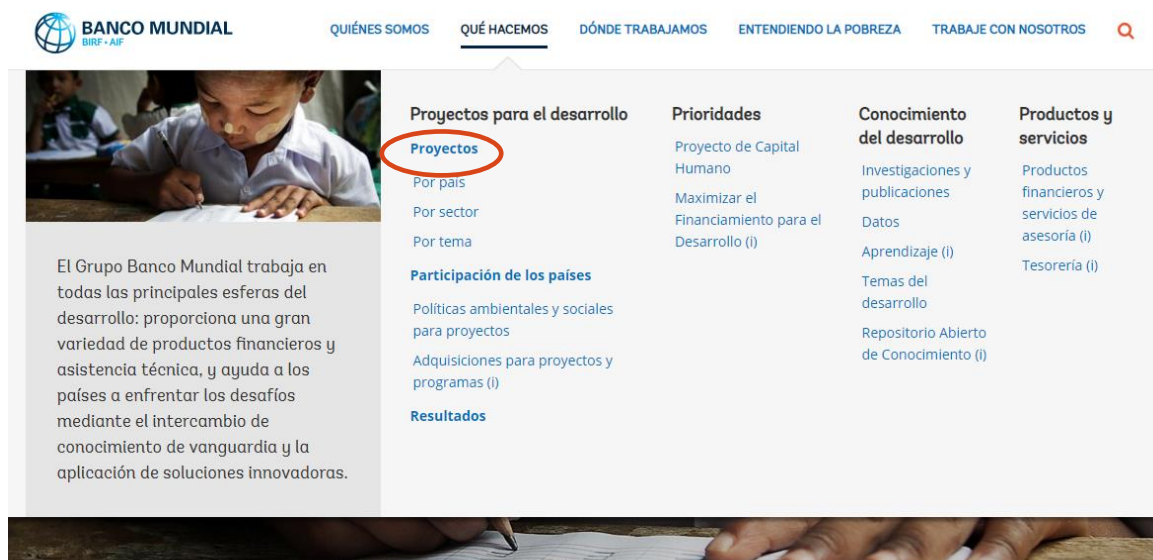 BANCO MUNDIAL
BIRF • AIF
QUIÉNES SOMOS
QUÉ HACEMOS
DÓNDE TRABAJAMOS
ENTENDIENDO LA POBREZA
TRABAJE CON NOSOTROS
El Grupo Banco Mundial trabaja en
todas las principales esferas del
desarrollo: proporciona una gran
variedad de productos financieros y
asistencia técnica, y ayuda a los
países a enfrentar los desafíos
mediante el intercambio de
conocimiento de vanguardia y la
aplicación de soluciones innovadoras.
Proyectos para el desarrollo
Proyectos
Por país
Por sector
Por tema
Participación de los países
Políticas ambientales y sociales
para proyectos
Adquisiciones para proyectos y
programas (i)
Resultados
Prioridades
Proyecto de Capital
Humano
Maximizar el
Financiamiento para el
Desarrollo (i)
Conocimiento
del desarrollo
Investigaciones y
publicaciones
Datos
Aprendizaje (i)
Temas del
desarrollo
Repositorio Abierto
de Conocimiento (i)
Productos y
servicios
Productos
financieros y
servicios de
asesoría (i)
Tesorería (i)